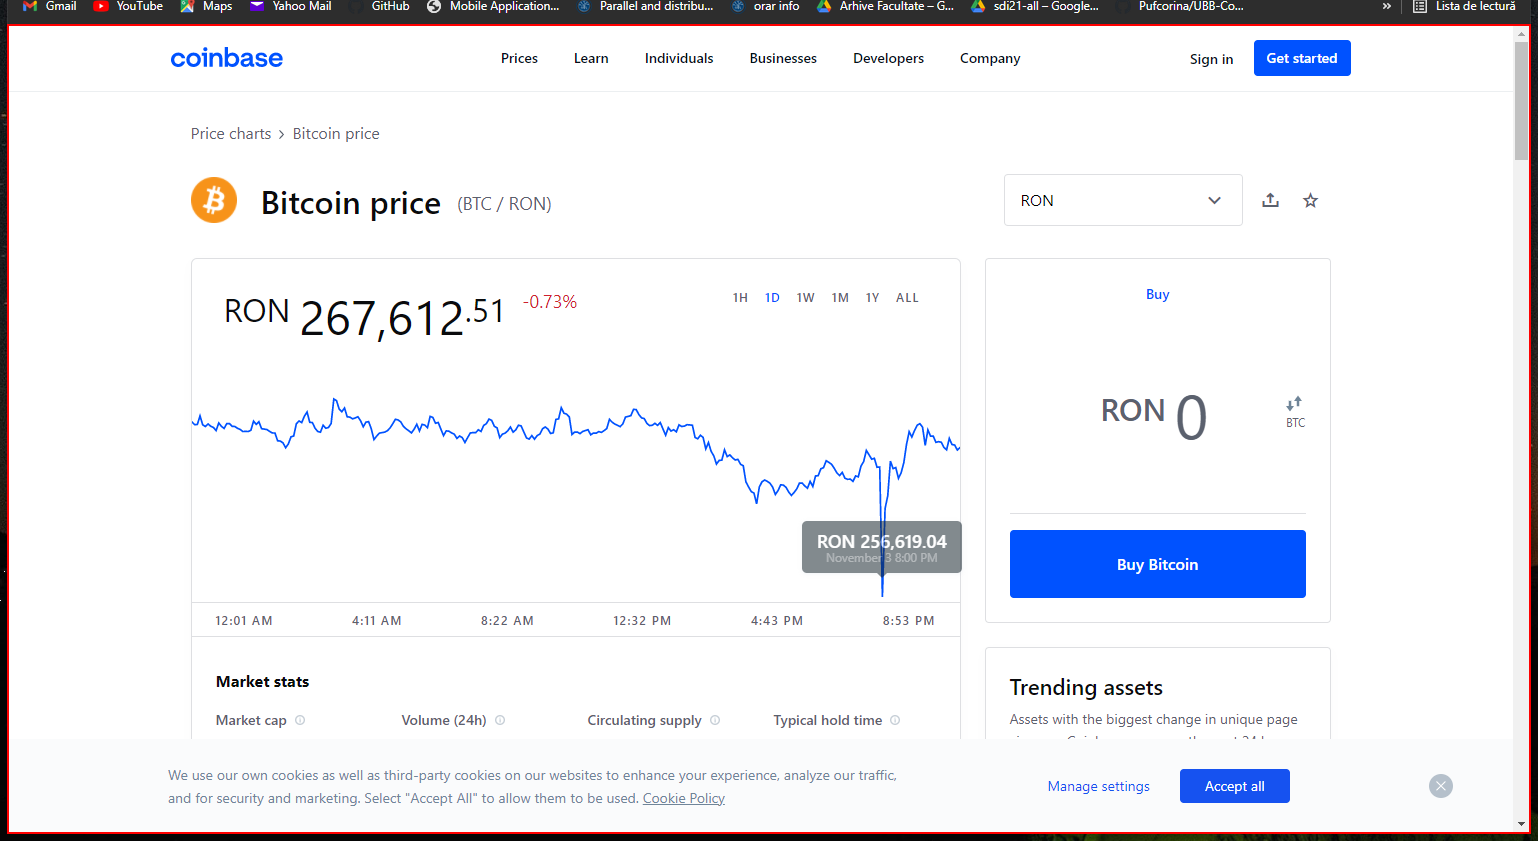 Gmail YouTube Maps Yahoo Mail GitHub Mobile Application... Parallel and distribu... orar info Arhive Facultate – G... sdi21-all – Google... Pufcorina/UBB-Co... » Lista de lectură
coinbase Prices Learn Individuals Businesses Developers Company Sign in Get started
Price charts > Bitcoin price
Bitcoin price (BTC / RON) RON
RON 267,612.51 -0.73% 1H 1D 1W 1M 1Y ALL
Buy
RON 0
BTC
RON 256,619.04
November 3 8:00 PM
Buy Bitcoin
12:01 AM 4:11 AM 8:22 AM 12:32 PM 4:43 PM 8:53 PM
Market stats
Market cap Volume (24h) Circulating supply Typical hold time
Trending assets
Assets with the biggest change in unique page
We use our own cookies as well as third-party cookies on our websites to enhance your experience, analyze our traffic,
and for security and marketing. Select "Accept All" to allow them to be used. Cookie Policy
Manage settings Accept all